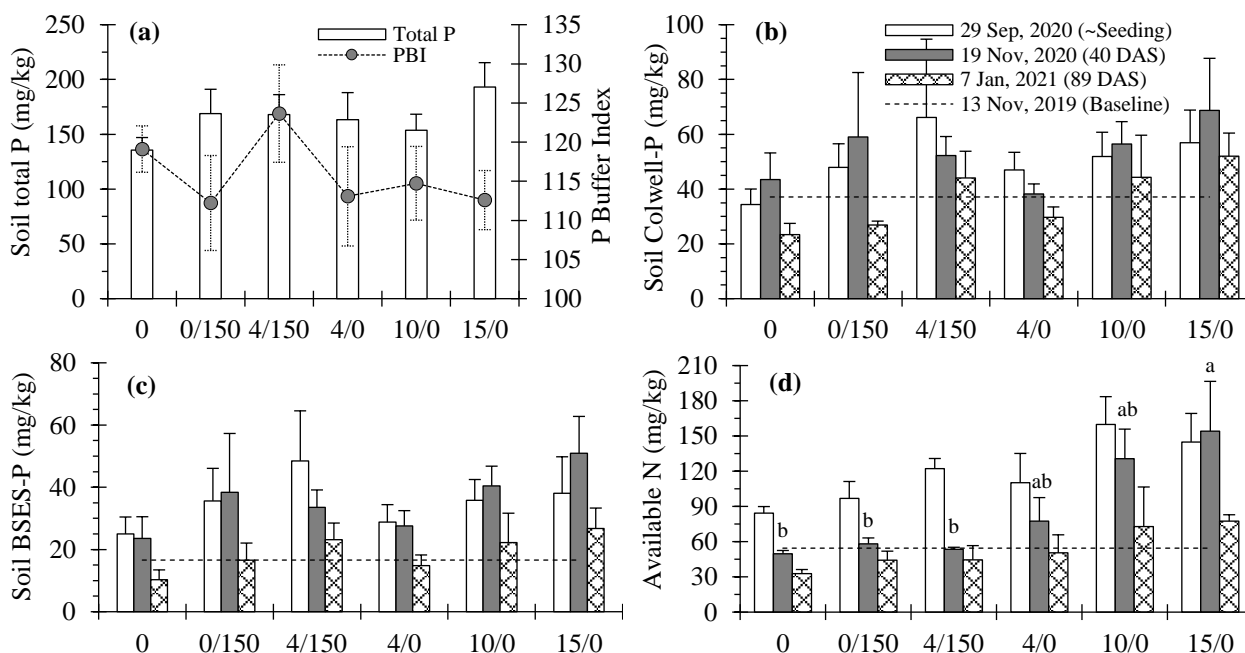 (a)
Total P
PBI
Soil total P (mg/kg)
250
200
150
100
50
0
135
130
125
120
115
110
105
100
P Buffer Index
0 0/150 4/150 4/0 10/0 15/0
(b)
29 Sep, 2020 (~Seeding)
19 Nov, 2020 (40 DAS)
7 Jan, 2021 (89 DAS)
13 Nov, 2019 (Baseline)
Soil Colwell-P (mg/kg)
100
80
60
40
20
0
0 0/150 4/150 4/0 10/0 15/0
(c)
Soil BSES-P (mg/kg)
80
60
40
20
0
0 0/150 4/150 4/0 10/0 15/0
(d)
Available N (mg/kg)
210
180
150
120
90
60
30
0
b b b ab ab a
0 0/150 4/150 4/0 10/0 15/0